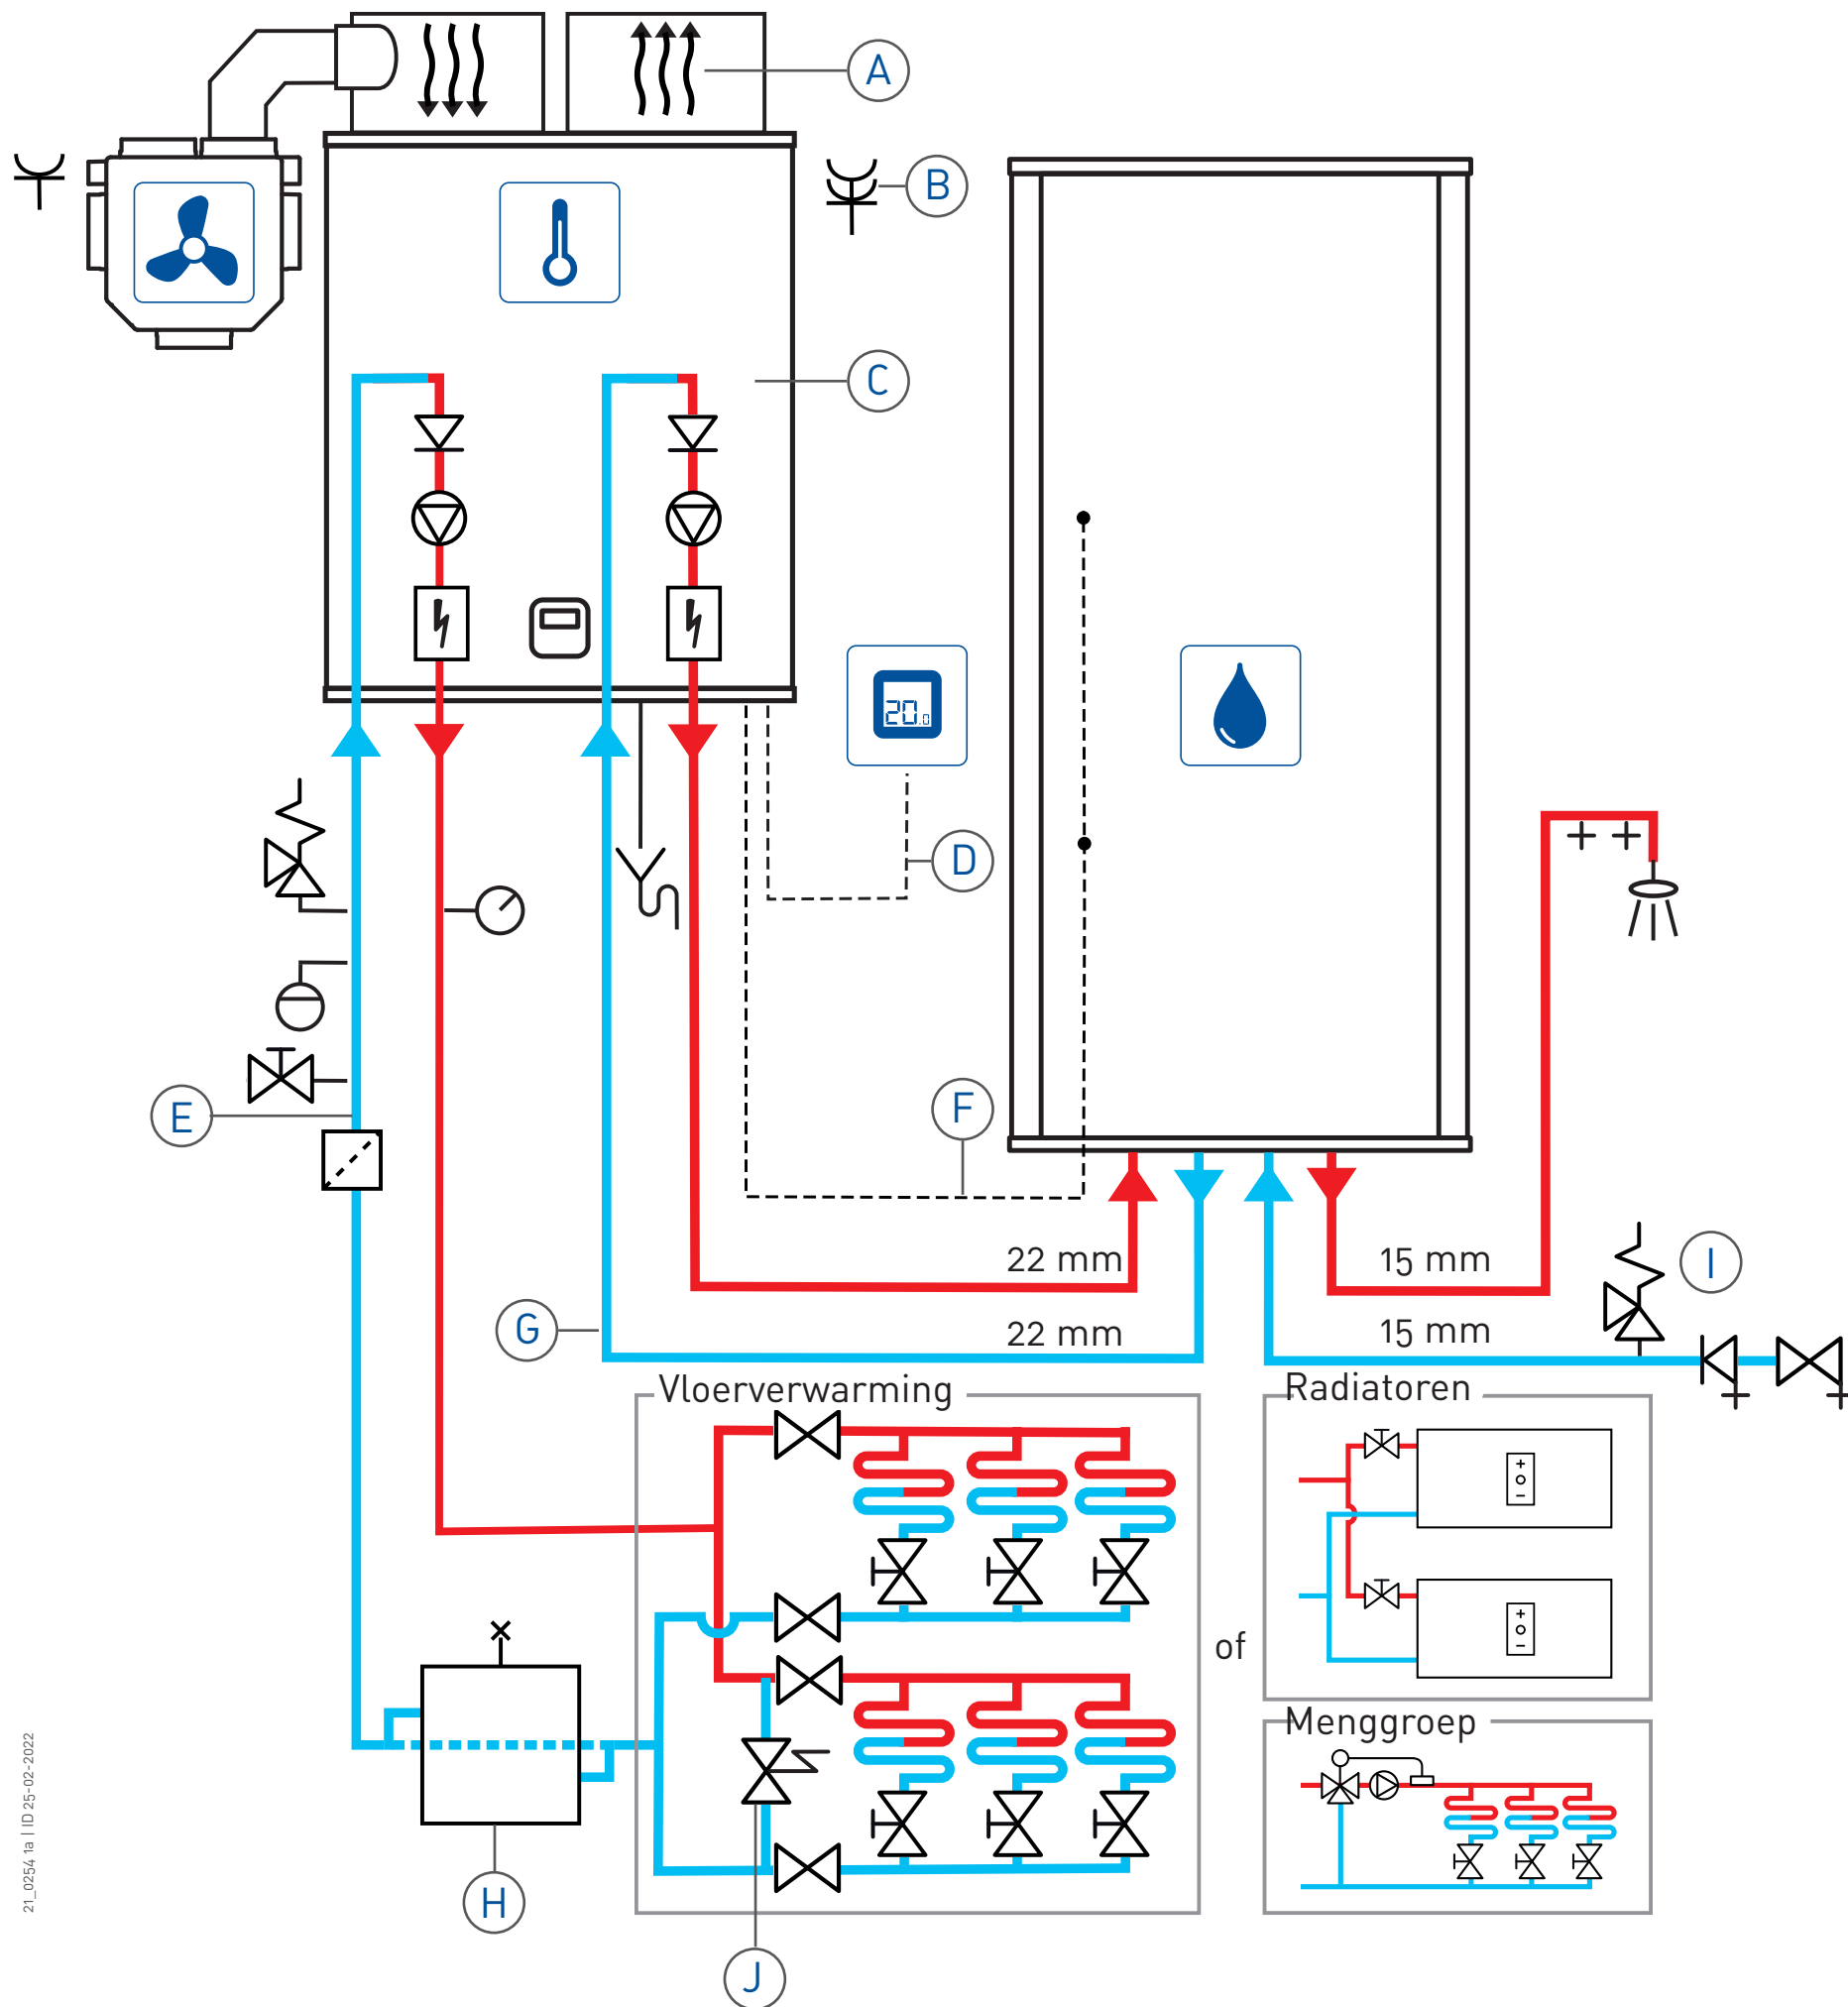 A
B
C
20.0
D
E
F
22 mm
15 mm
I
G
22 mm
15 mm
Vloerverwarming
Radiatoren
of
Menggroep
H
J
21_0254 1a | ID 25-02-2022